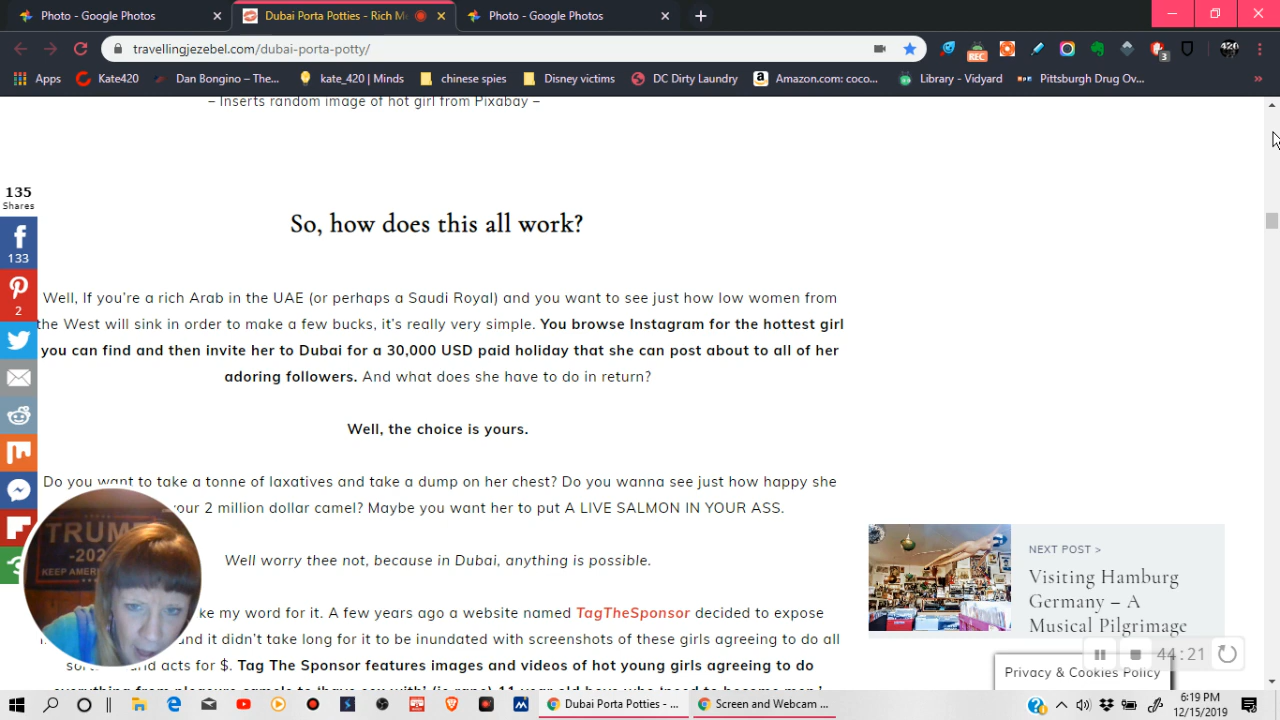 Photo - Google Photos
Dubai Porta Potties - Rich M
Photo - Google Photos
travellingjezebel.com/dubai-porta-potty/
REC
3
420
Apps
Kate420
Dan Bongino – The...
kate_420 | Minds
chinese spies
Disney victims
DC Dirty Laundry
Amazon.com: coco...
Library - Vidyard
Pittsburgh Drug Ov...
– Inserts random image of hot girl from Pixabay –
135
Shares
133
2
So, how does this all work?
Well, If you're a rich Arab in the UAE (or perhaps a Saudi Royal) and you want to see just how low women from
the West will sink in order to make a few bucks, it's really very simple. You browse Instagram for the hottest girl
you can find and then invite her to Dubai for a 30,000 USD paid holiday that she can post about to all of her
adoring followers. And what does she have to do in return?
Well, the choice is yours.
Do you want to take a tonne of laxatives and take a dump on her chest? Do you wanna see just how happy she
your 2 million dollar camel? Maybe you want her to put A LIVE SALMON IN YOUR ASS.
Well worry thee not, because in Dubai, anything is possible.
ke my word for it. A few years ago a website named TagTheSponsor decided to expose
and it didn't take long for it to be inundated with screenshots of these girls agreeing to do all
acts for $. Tag The Sponsor features images and videos of hot young girls agreeing to do
TRUMP
-202
KEEP AMER
NEXT POST >
Visiting Hamburg
Germany – A
Musical Pilgrimage
44:21
Privacy & Cookies Policy
Dubai Porta Potties - ...
Screen and Webcam ...
6:19 PM
12/15/2019